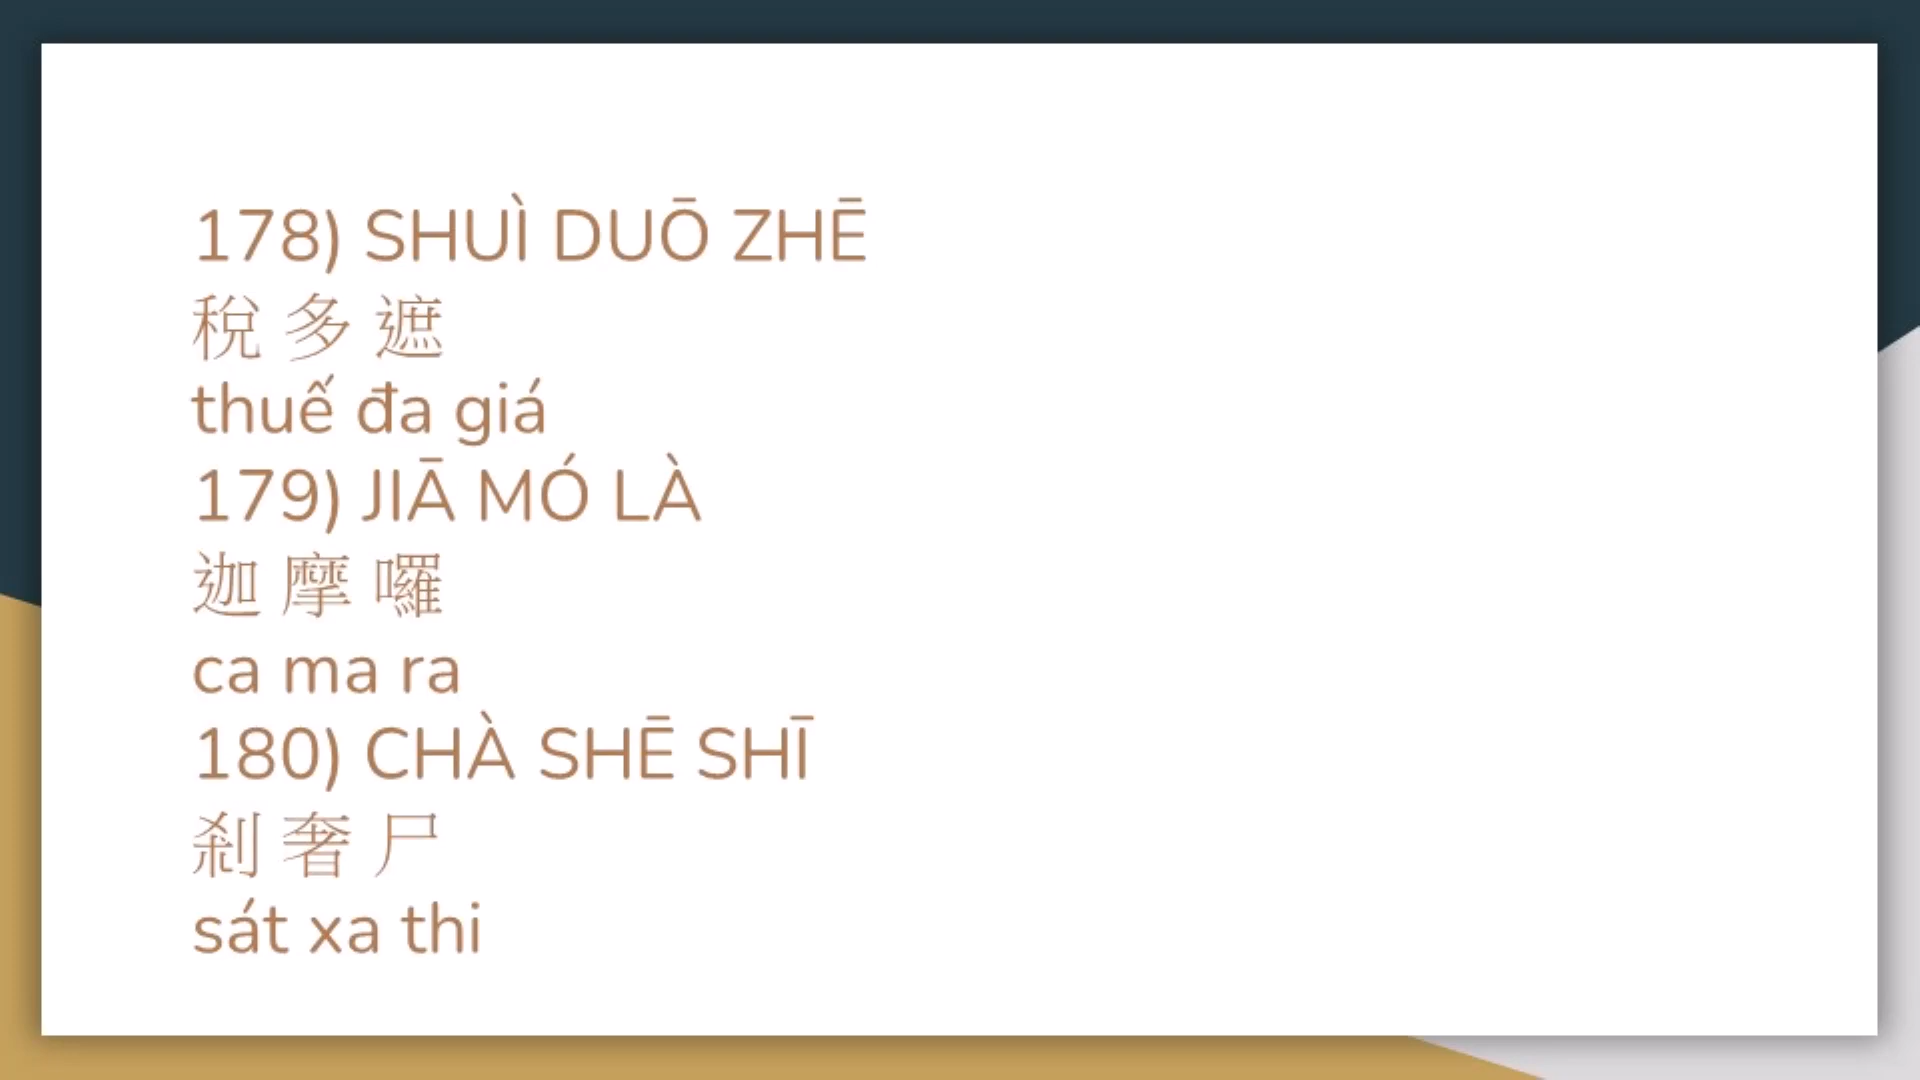 178) SHUÌ DUŌ ZHĒ
稅 多 遮
thuế đa giá
179) JIĀ MÓ LÀ
迦 摩 囉
ca ma ra
180) CHÀ SHĒ SHĪ
剎 奢 尸
sát xa thi